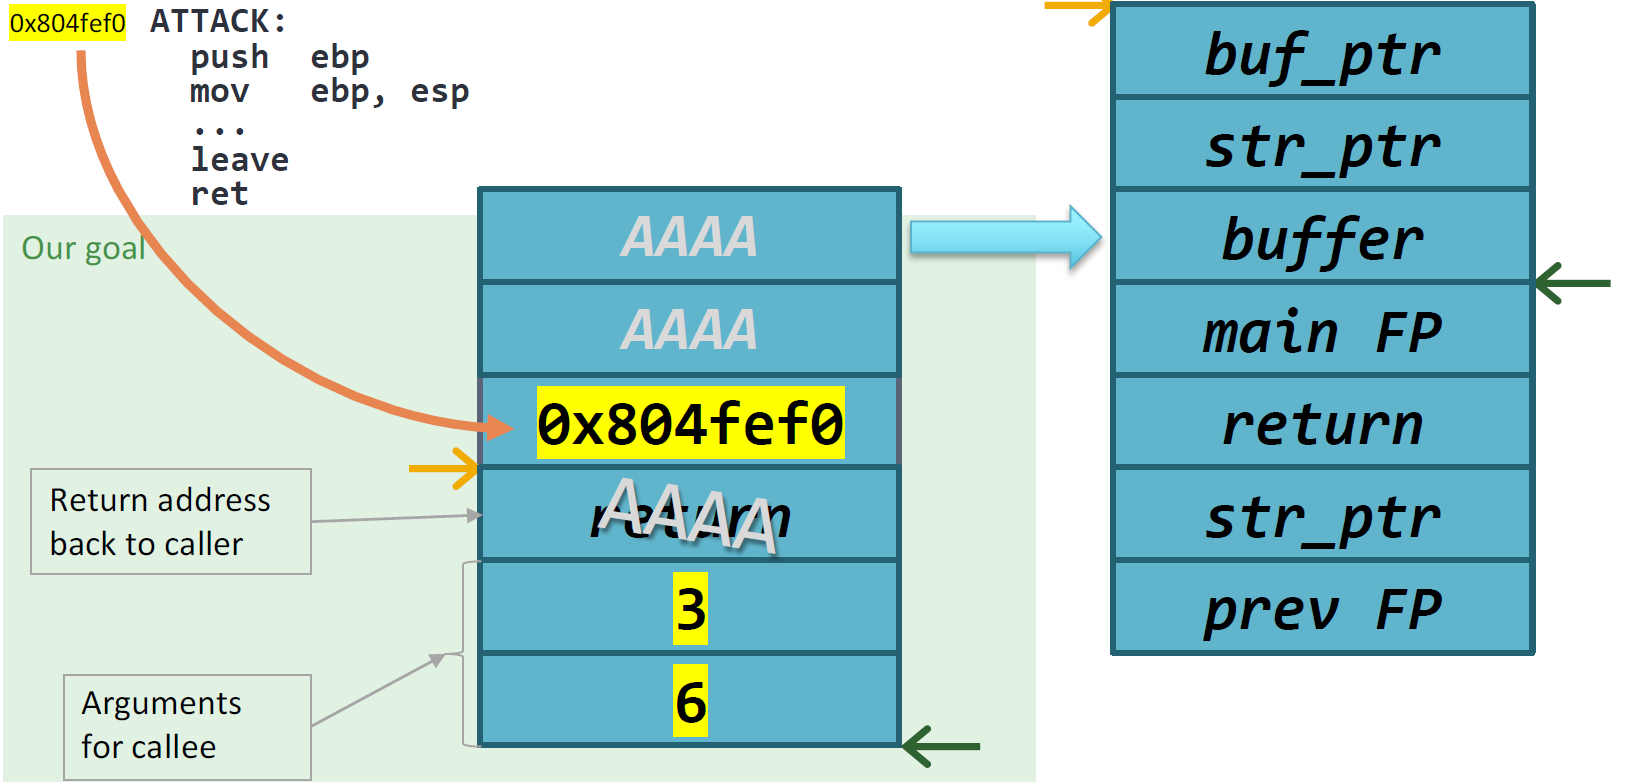 0x804fef0 ATTACK:
push ebp
mov ebp, esp
...
leave
ret
Our goal
AAAA
AAAA
0x804fef0
return
AAAA
3
6
Return address
back to caller
Arguments
for callee
buf_ptr
str_ptr
buffer
main FP
return
str_ptr
prev FP